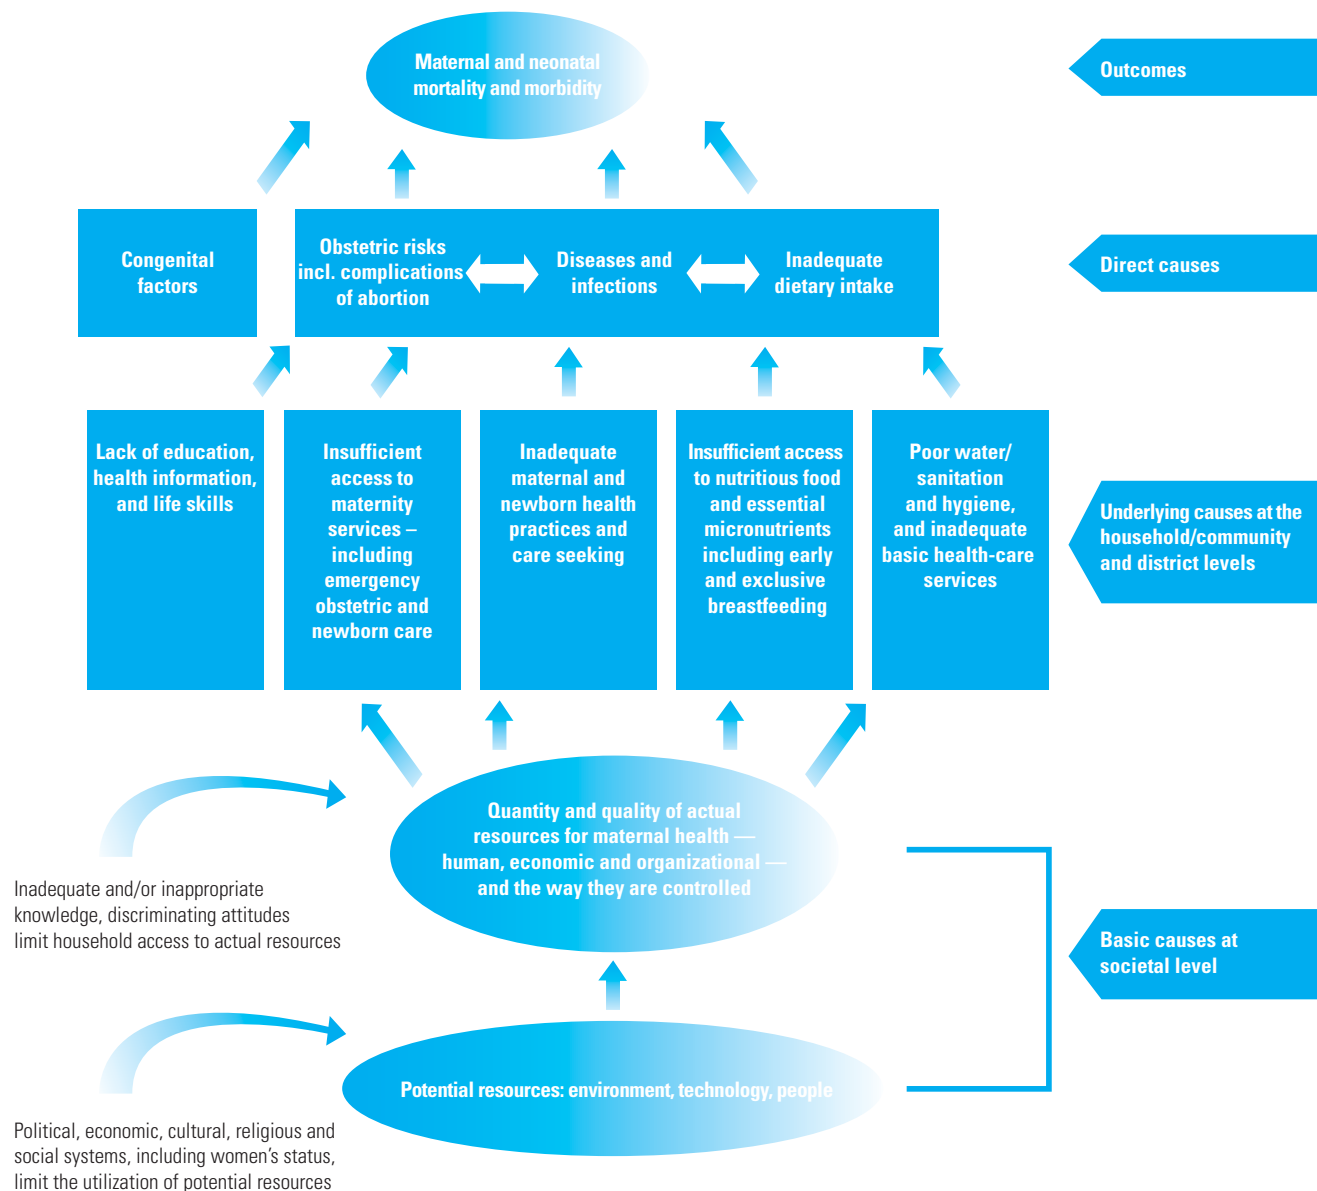 Maternal and neonatal
mortality and morbidity
Outcomes
Congenital
factors
Obstetric risks
incl. complications
of abortion
Diseases and
infections
Inadequate
dietary intake
Direct causes
Lack of education,
health information,
and life skills
Insufficient
access to
maternity
services –
including
emergency
obstetric and
newborn care
Inadequate
maternal and
newborn health
practices and
care seeking
Insufficient access
to nutritious food
and essential
micronutrients
including early
and exclusive
breastfeeding
Poor water/
sanitation
and hygiene,
and inadequate
basic health-care
services
Underlying causes at the
household/community
and district levels
Quantity and quality of actual
resources for maternal health —
human, economic and organizational —
and the way they are controlled
Inadequate and/or inappropriate
knowledge, discriminating attitudes
limit household access to actual resources
Basic causes at
societal level
Potential resources: environment, technology, people
Political, economic, cultural, religious and
social systems, including women’s status,
limit the utilization of potential resources